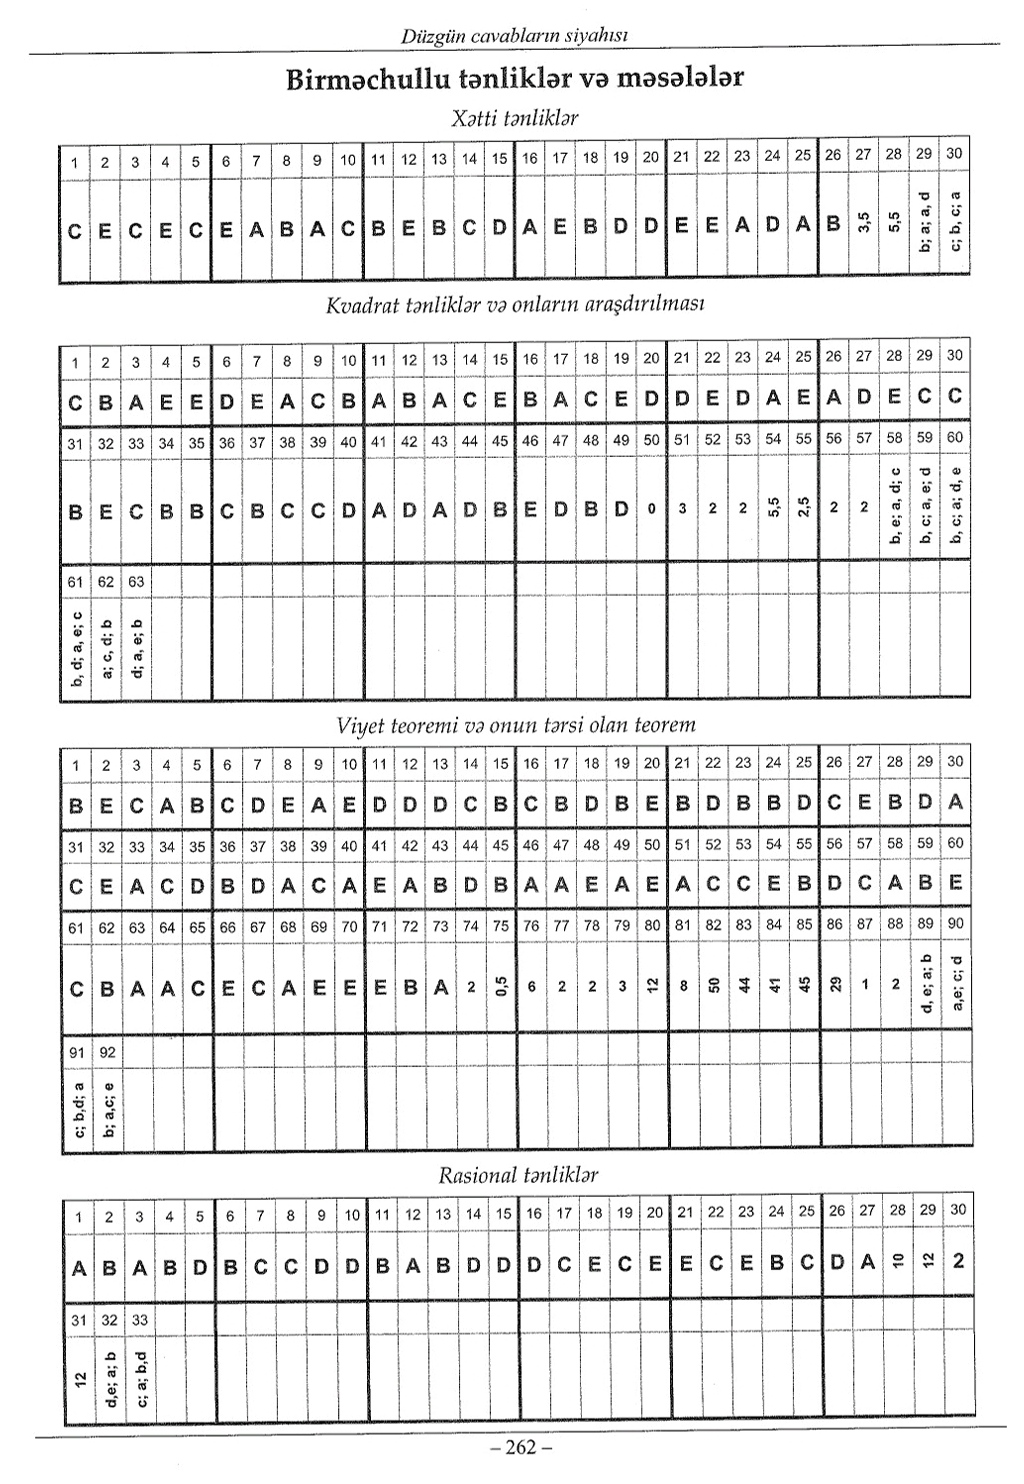 Düzgün cavabların siyahısı
Birməchullu tənliklər və məsələlər
Xətti tənliklər
1 2 3 4 5 6 7 8 9 10 11 12 13 14 15 16 17 18 19 20 21 22 23 24 25 26 27 28 29 30
C E C E C E A B A C B E B C D A E B D D E E A D A B 3,5 5,5 b; a; a, d c; b, c; a
Kvadrat tənliklər və onların araşdırılması
1 2 3 4 5 6 7 8 9 10 11 12 13 14 15 16 17 18 19 20 21 22 23 24 25 26 27 28 29 30
C B A E E D E A C B A B A C E B A C E D D E D A E A D E C C
31 32 33 34 35 36 37 38 39 40 41 42 43 44 45 46 47 48 49 50 51 52 53 54 55 56 57 58 59 60
B E C B B C B C C D A D A D B E D B D 0 3 2 2 5,5 2,5 2 2 b, e; a, d; c b, c; a, e; d b, c; a; d, e
61 62 63
b, d; a, e; c a; c, d; b d; a, e; b
Viyet teoremi və onun tərsi olan teorem
1 2 3 4 5 6 7 8 9 10 11 12 13 14 15 16 17 18 19 20 21 22 23 24 25 26 27 28 29 30
B E C A B C D E A E D D D C B C B D B E B D B B D C E B D A
31 32 33 34 35 36 37 38 39 40 41 42 43 44 45 46 47 48 49 50 51 52 53 54 55 56 57 58 59 60
C E A C D B D A C A E A B D B A A E A E A C C E B D C A B E
61 62 63 64 65 66 67 68 69 70 71 72 73 74 75 76 77 78 79 80 81 82 83 84 85 86 87 88 89 90
C B A A C E C A E E E B A 2 0,5 6 2 2 3 12 8 50 44 41 45 29 1 2 d, e; a; b a,e; c; d
91 92
c; b,d; a b; a,c; e
Rasional tənliklər
1 2 3 4 5 6 7 8 9 10 11 12 13 14 15 16 17 18 19 20 21 22 23 24 25 26 27 28 29 30
A B A B D B C C D D B A B D D D C E C E E C E B C D A 10 12 2
31 32 33
12 d,e; a; b c; a; b,d
– 262 –